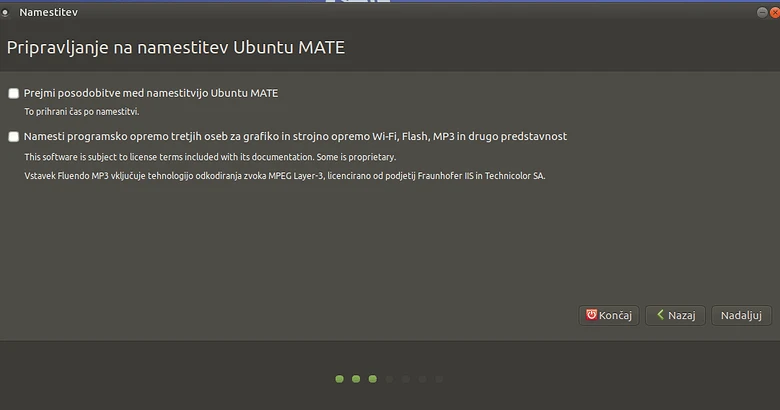 Namestitev
Pripravljanje na namestitev Ubuntu MATE
Prejmi posodobitve med namestitvijo Ubuntu MATE
To prihrani čas po namestitvi.
Namesti programsko opremo tretjih oseb za grafiko in strojno opremo Wi-Fi, Flash, MP3 in drugo predstavnost
This software is subject to license terms included with its documentation. Some is proprietary.
Vstavek Fluendo MP3 vključuje tehnologijo odkodiranja zvoka MPEG Layer-3, licencirano od podjetij Fraunhofer IIS in Technicolor SA.
Končaj
Nazaj
Nadaljuj